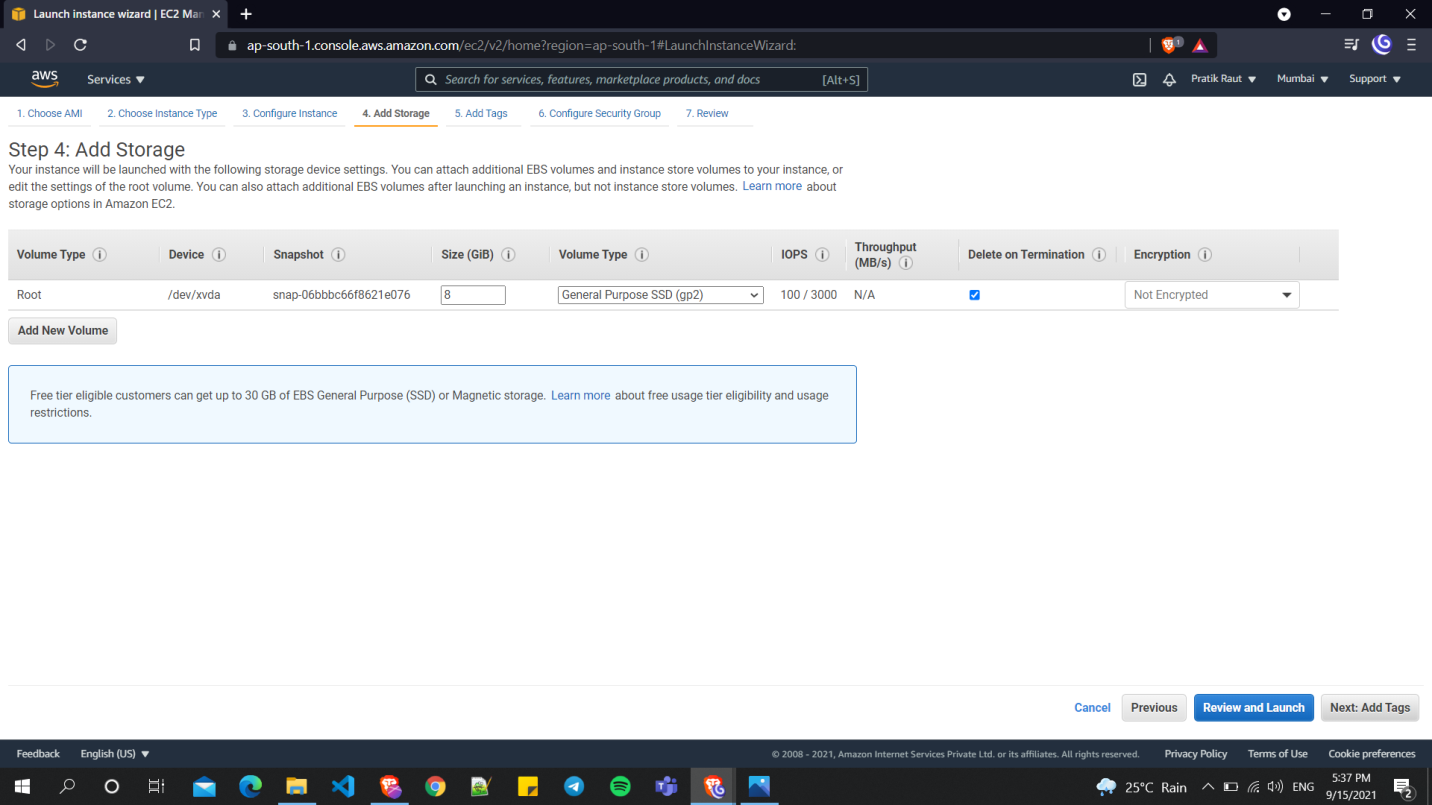 Launch instance wizard | EC2 Man
ap-south-1.console.aws.amazon.com/ec2/v2/home?region=ap-south-1#LaunchInstanceWizard:
1
aws
Services
Search for services, features, marketplace products, and docs
[Alt+S]
Pratik Raut
Mumbai
Support
1. Choose AMI
2. Choose Instance Type
3. Configure Instance
4. Add Storage
5. Add Tags
6. Configure Security Group
7. Review
Step 4: Add Storage
Your instance will be launched with the following storage device settings. You can attach additional EBS volumes and instance store volumes to your instance, or
edit the settings of the root volume. You can also attach additional EBS volumes after launching an instance, but not instance store volumes. Learn more about
storage options in Amazon EC2.
Volume Type
Device
Snapshot
Size (GiB)
Volume Type
IOPS
Throughput
(MB/s)
Delete on Termination
Encryption
Root
/dev/xvda
snap-06bbbc66f8621e076
8
General Purpose SSD (gp2)
100 / 3000
N/A
Not Encrypted
Add New Volume
Free tier eligible customers can get up to 30 GB of EBS General Purpose (SSD) or Magnetic storage. Learn more about free usage tier eligibility and usage
restrictions.
Cancel
Previous
Review and Launch
Next: Add Tags
Feedback
English (US)
© 2008 - 2021, Amazon Internet Services Private Ltd. or its affiliates. All rights reserved.
Privacy Policy
Terms of Use
Cookie preferences
25°C Rain
ENG
5:37 PM
9/15/2021
2